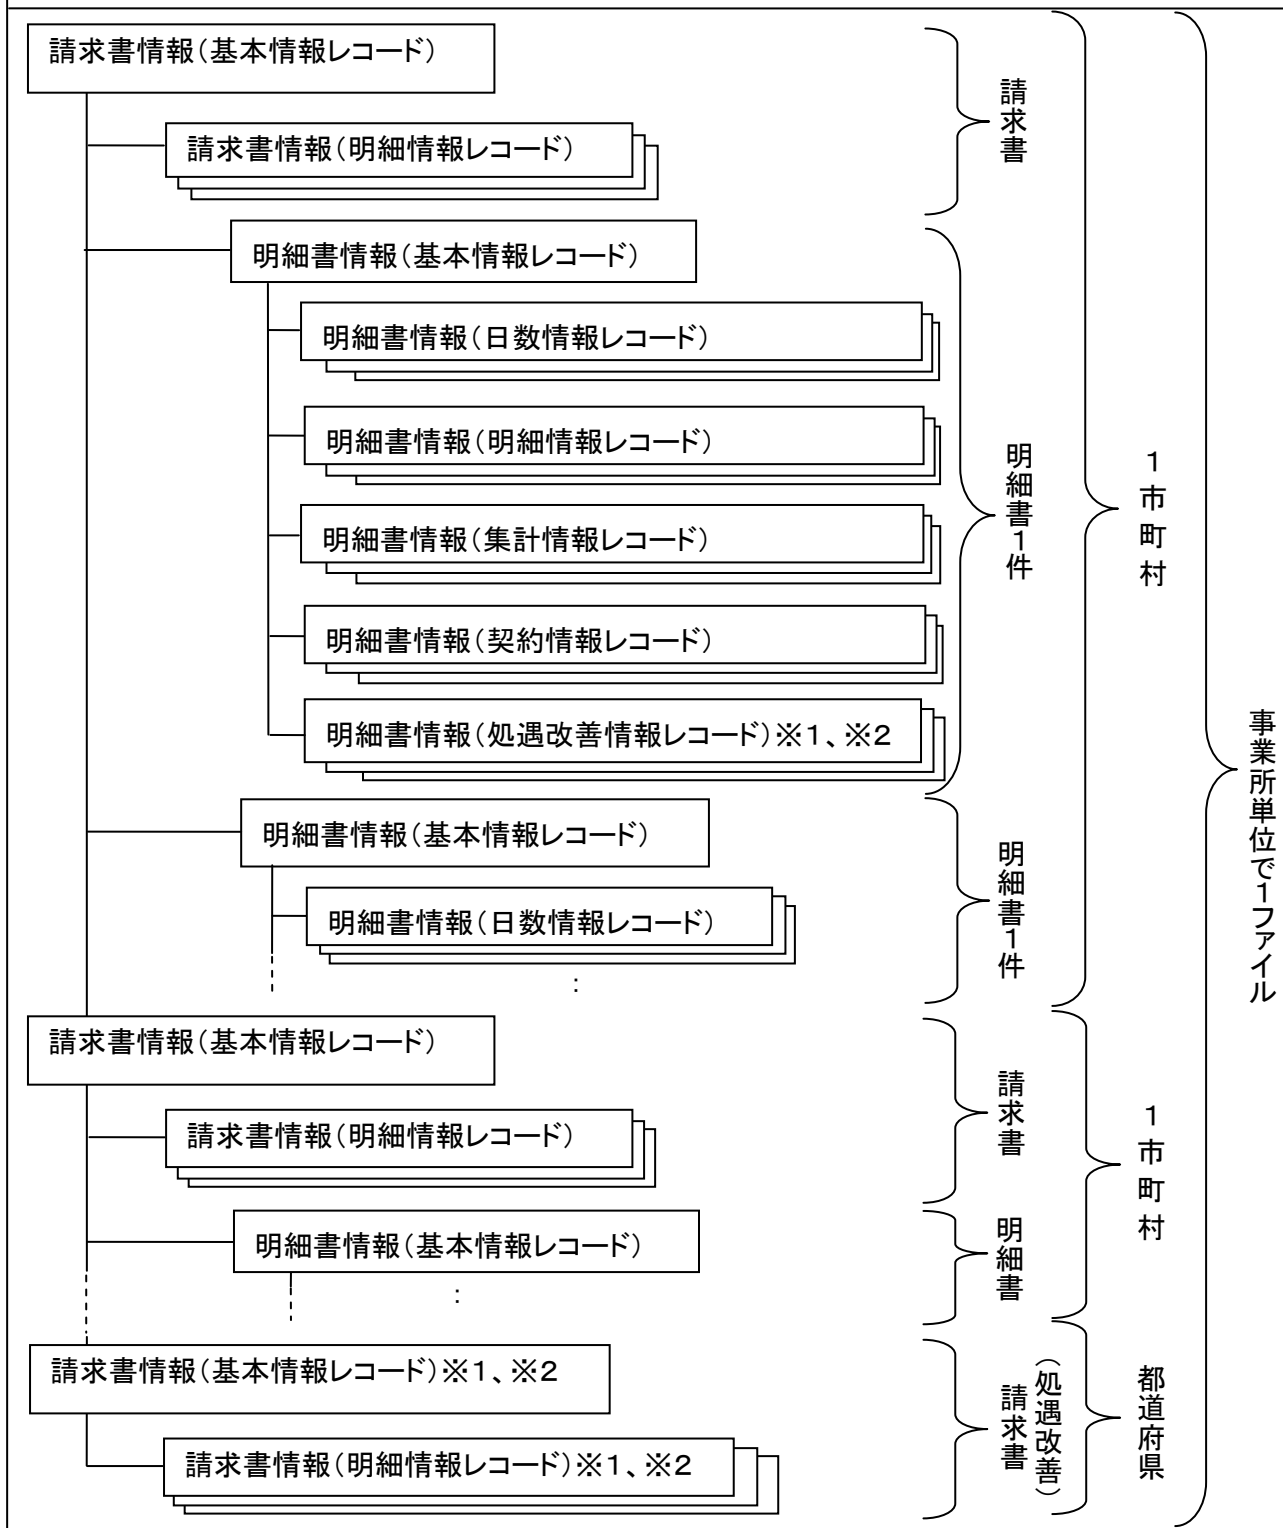 請求書情報(基本情報レコード)
請求書情報(明細情報レコード)
請求書
明細書情報(基本情報レコード)
明細書情報(日数情報レコード)
明細書情報(明細情報レコード)
明細書情報(集計情報レコード)
明細書情報(契約情報レコード)
明細書情報(処遇改善情報レコード)※1、※2
明細書1件
明細書情報(基本情報レコード)
明細書情報(日数情報レコード)
:
明細書1件
1市町村
請求書情報(基本情報レコード)
請求書情報(明細情報レコード)
請求書
明細書情報(基本情報レコード)
:
明細書
1市町村
請求書情報(基本情報レコード)※1、※2
請求書情報(明細情報レコード)※1、※2
請求書
(処遇改善)
都道府県
事業所単位で1ファイル